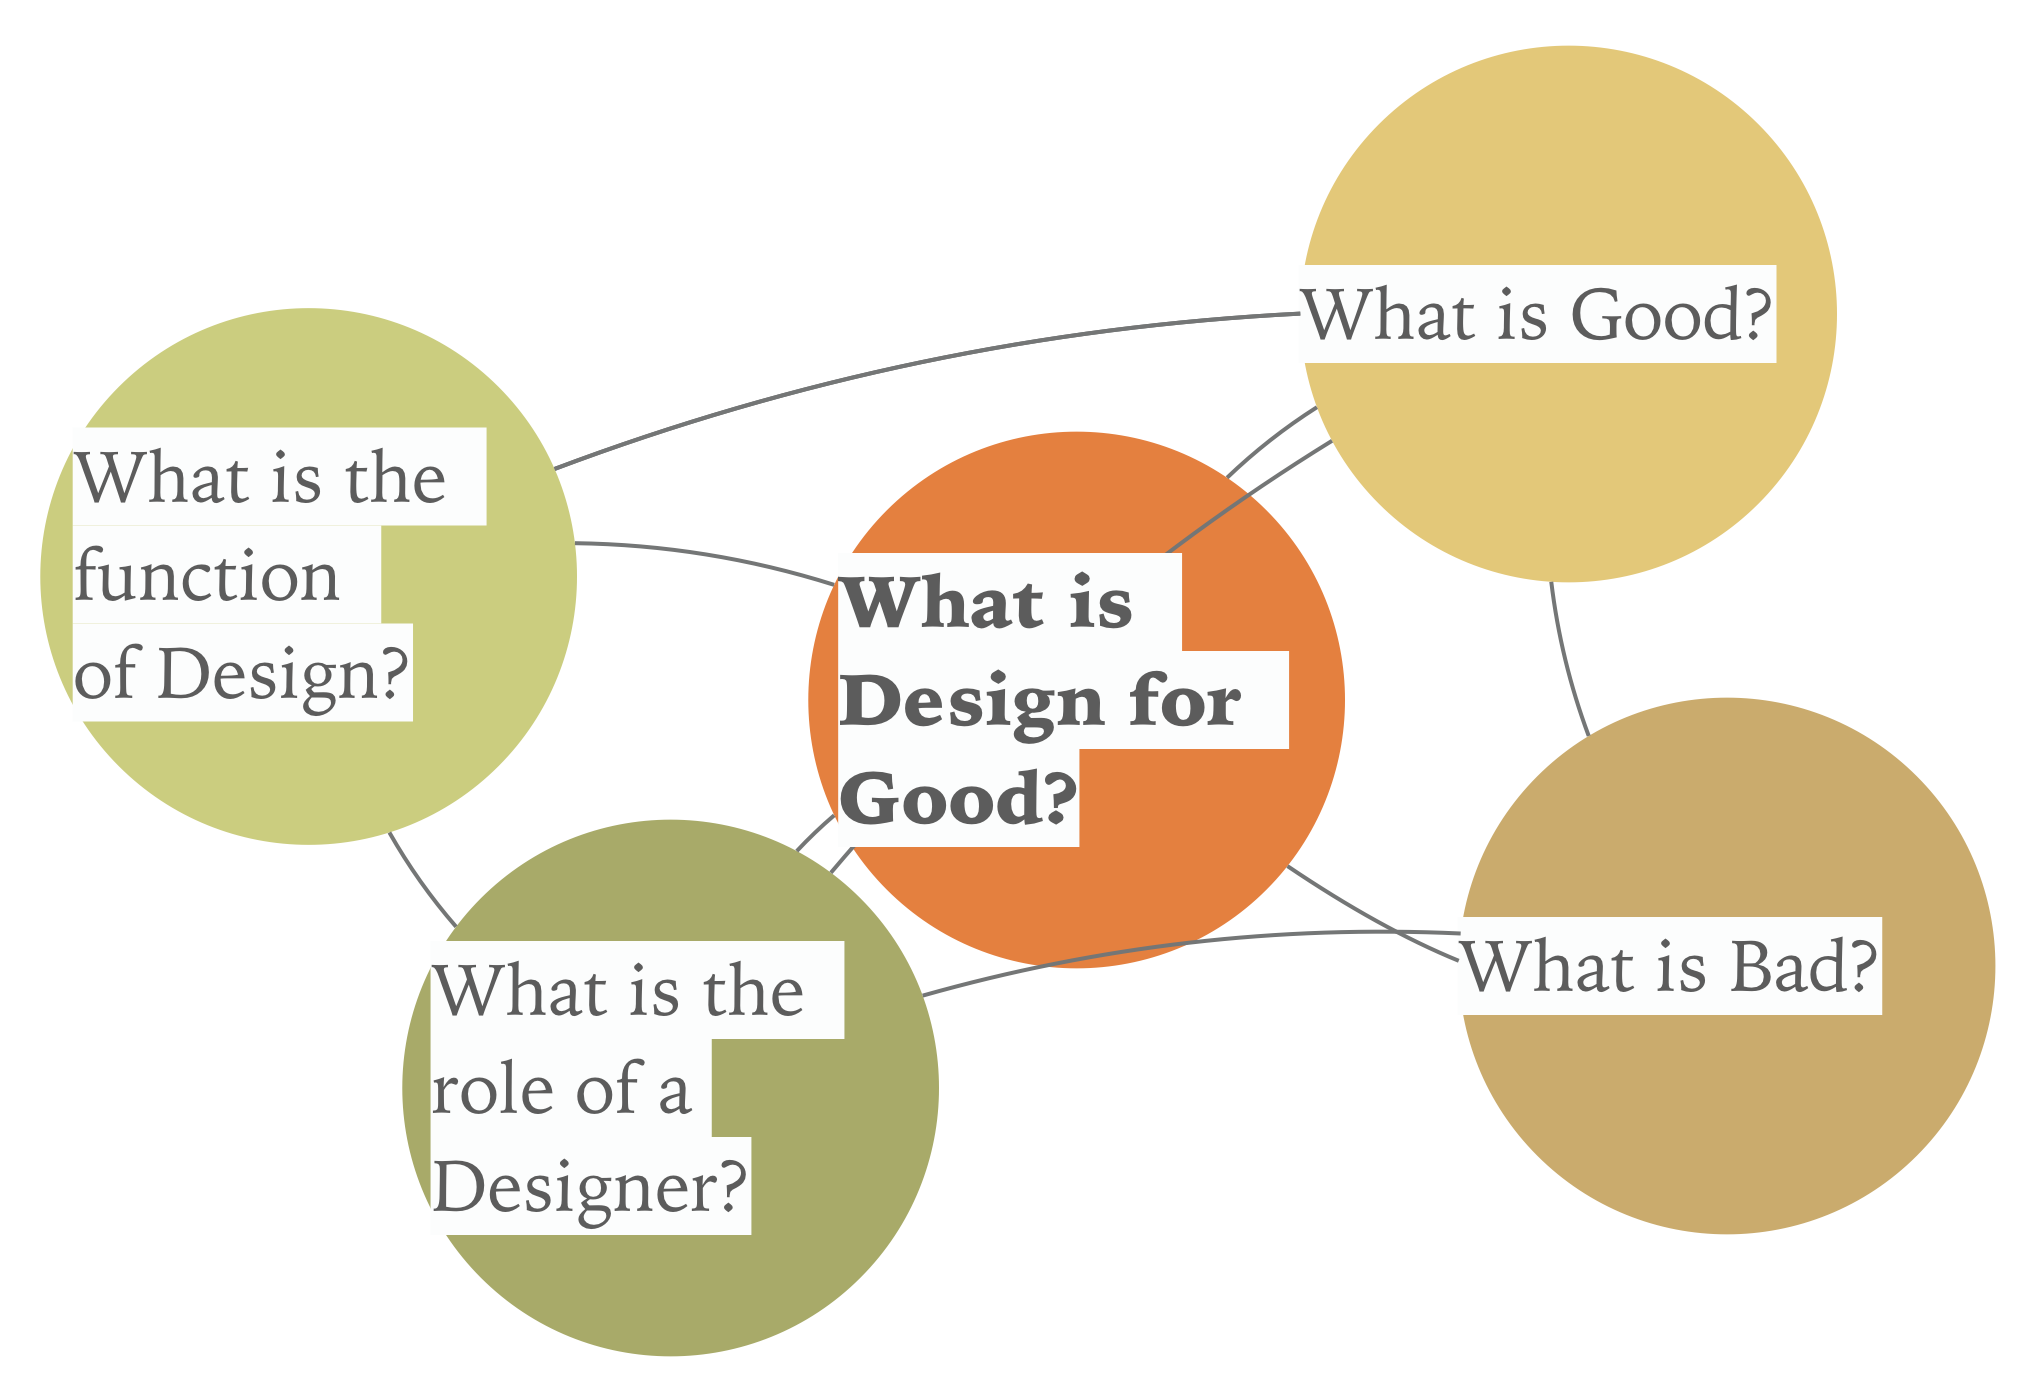 What is Good?
What is the
function
of Design?
What is
Design for
Good?
What is Bad?
What is the
role of a
Designer?